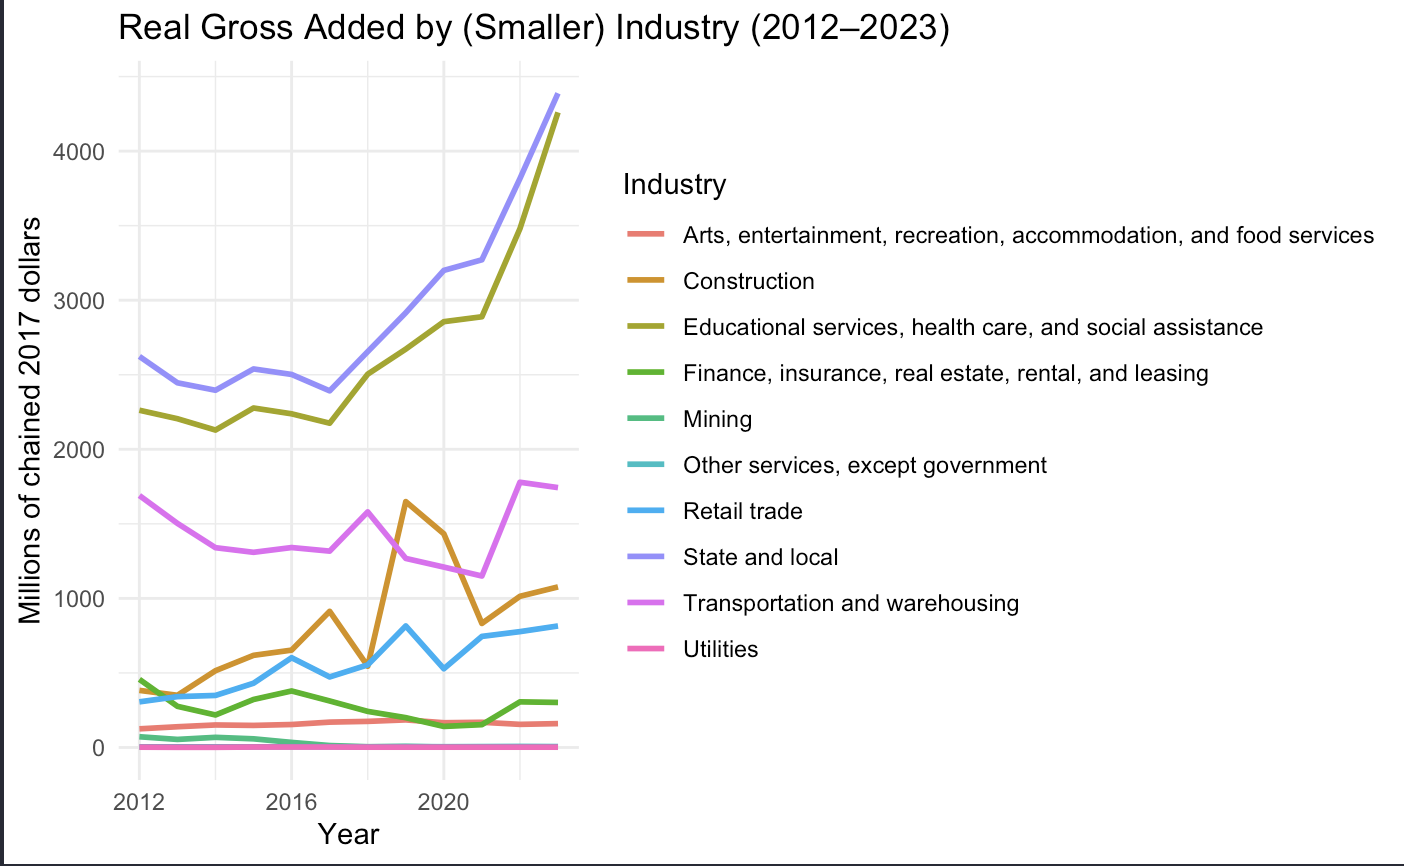 Real Gross Added by (Smaller) Industry (2012–2023)
4000
3000
2000
1000
0
Millions of chained 2017 dollars
2012 2016 2020
Year
Industry
Arts, entertainment, recreation, accommodation, and food services
Construction
Educational services, health care, and social assistance
Finance, insurance, real estate, rental, and leasing
Mining
Other services, except government
Retail trade
State and local
Transportation and warehousing
Utilities